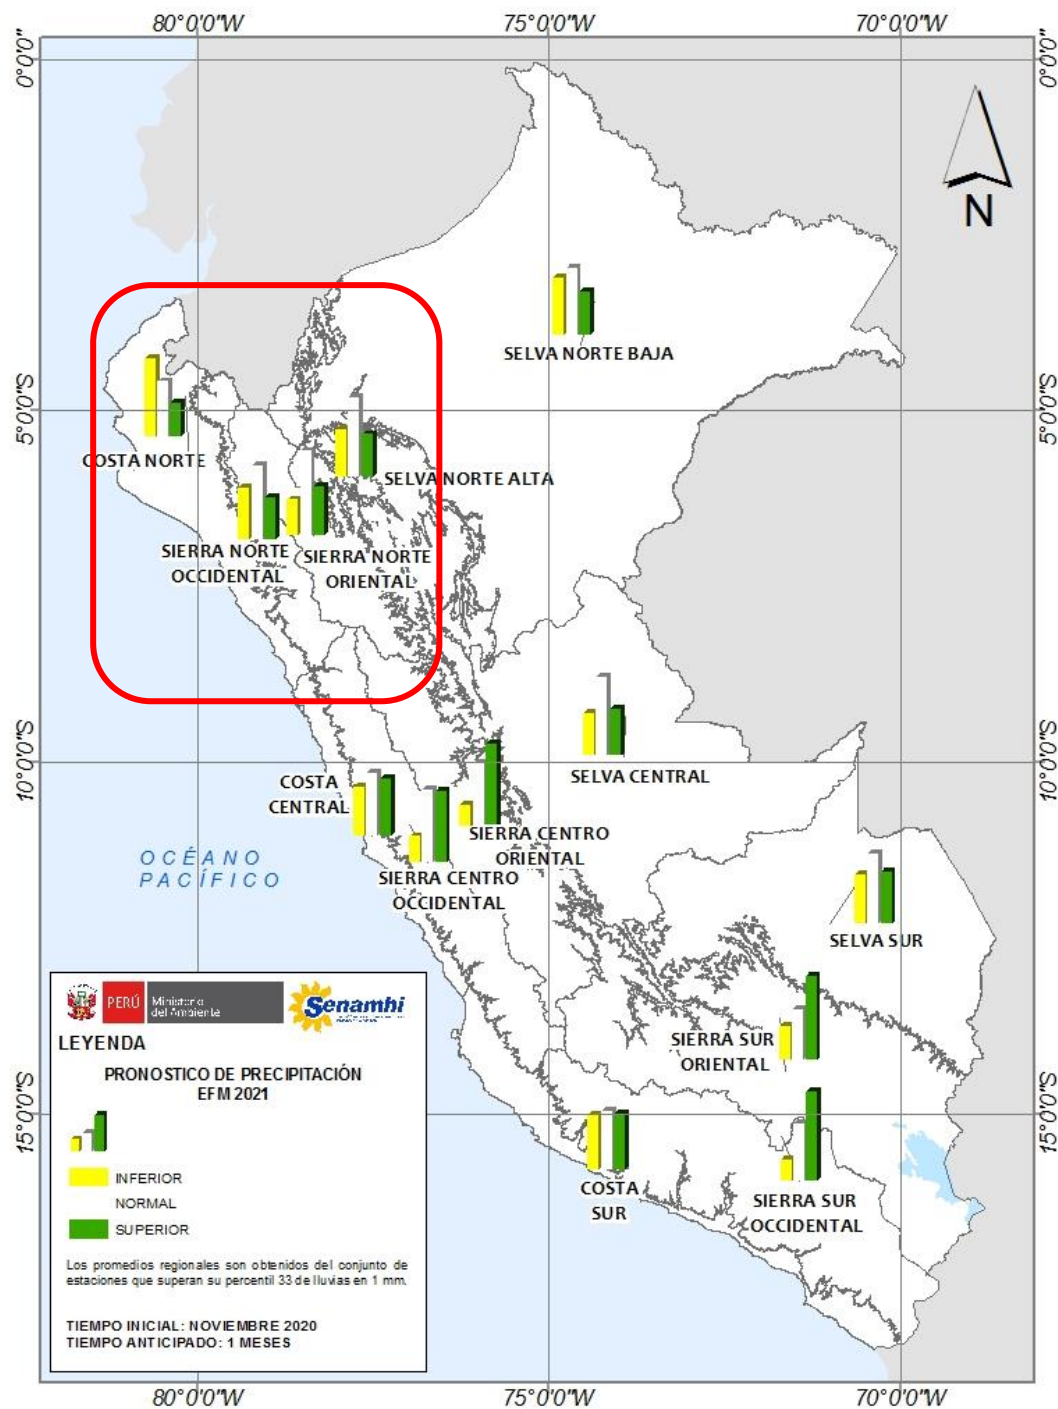 80°0'0"W 75°0'0"W 70°0'0"W
0°0'0" 0°0'0"
N
SELVA NORTE BAJA
5°0'0"S 5°0'0"S
COSTA NORTE
SELVA NORTE ALTA
SIERRA NORTE
OCCIDENTAL
SIERRA NORTE
ORIENTAL
10°0'0"S 10°0'0"S
SELVA CENTRAL
COSTA
CENTRAL
SIERRA CENTRO
ORIENTAL
SIERRA CENTRO
OCCIDENTAL
OCÉANO
PACÍFICO
SELVA SUR
SIERRA SUR
ORIENTAL
15°0'0"S 15°0'0"S
COSTA
SUR
SIERRA SUR
OCCIDENTAL
PERÚ
Ministerio
del Ambiente
Senamhi
LEYENDA
PRONOSTICO DE PRECIPITACIÓN
EFM 2021
INFERIOR
NORMAL
SUPERIOR
Los promedios regionales son obtenidos del conjunto de
estaciones que superan su percentil 33 de lluvias en 1 mm.
TIEMPO INICIAL: NOVIEMBRE 2020
TIEMPO ANTICIPADO: 1 MESES
80°0'0"W 75°0'0"W 70°0'0"W